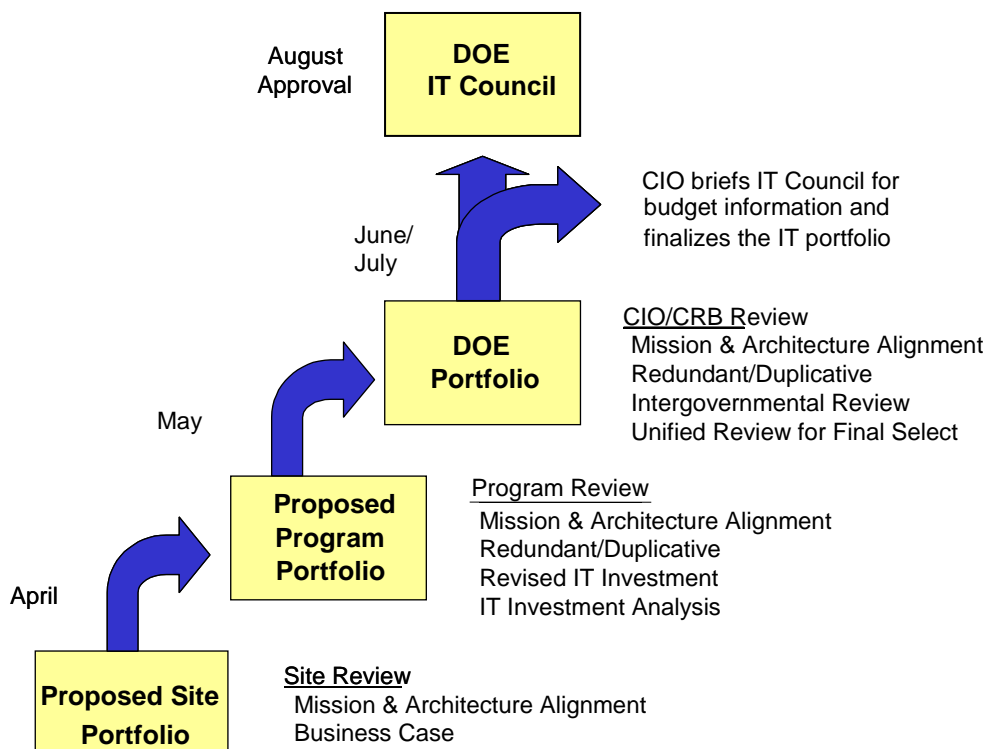 August
Approval
DOE
IT Council
CIO briefs IT Council for
budget information and
finalizes the IT portfolio
June/
July
DOE
Portfolio
CIO/CRB Review
Mission & Architecture Alignment
Redundant/Duplicative
Intergovernmental Review
Unified Review for Final Select
May
Proposed
Program
Portfolio
Program Review
Mission & Architecture Alignment
Redundant/Duplicative
Revised IT Investment
IT Investment Analysis
April
Proposed Site
Portfolio
Site Review
Mission & Architecture Alignment
Business Case